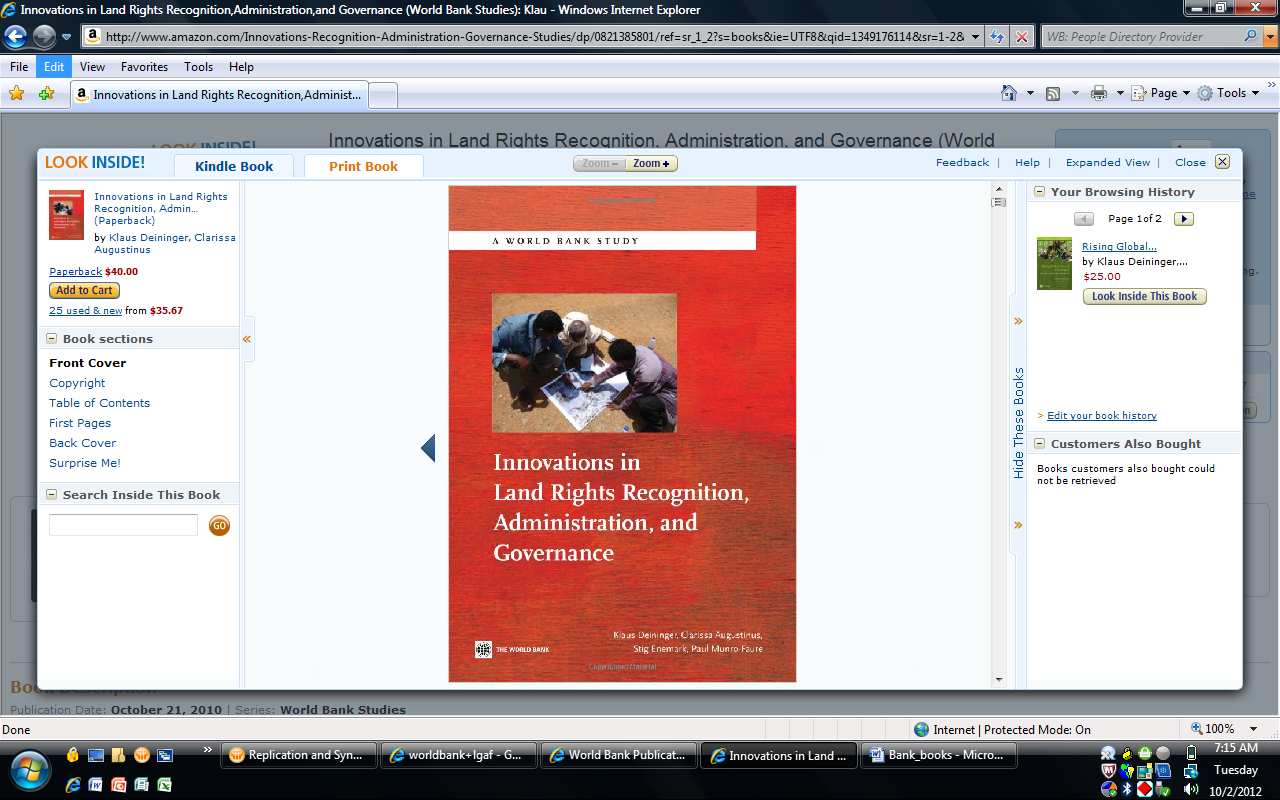 Innovations in Land Rights Recognition,Administration,and Governance (World Bank Studies): Klau - Windows Internet Explorer
http://www.amazon.com/Innovations-Recognition-Administration-Governance-Studies/dp/0821385801/ref=sr_1_2?s=books&ie=UTF8&qid=1349176114&sr=1-2&
WB: People Directory Provider
File Edit View Favorites Tools Help
Innovations in Land Rights Recognition,Administ...
Page Tools
Innovations in Land Rights Recognition, Administration, and Governance (World
LOOK INSIDE!
Kindle Book
Print Book
Zoom –
Zoom +
Feedback | Help | Expanded View | Close
Innovations in Land Rights
Recognition, Admin...
(Paperback)
by Klaus Deininger, Clarissa
Augustinus
Paperback $40.00
Add to Cart
25 used & new from $35.67
Book sections
Front Cover
Copyright
Table of Contents
First Pages
Back Cover
Surprise Me!
Search Inside This Book
GO
A WORLD BANK STUDY
Innovations in
Land Rights Recognition,
Administration, and
Governance
Klaus Deininger, Clarissa Augustinus,
Stig Enemark, Paul Munro-Faure
THE WORLD BANK
Copyrighted Material
Hide These Books
Your Browsing History
Page 1of 2
Rising Global...
by Klaus Deininger,...
$25.00
Look Inside This Book
> Edit your book history
Customers Also Bought
Books customers also bought could
not be retrieved
Book Description
Publication Date: October 21, 2010 | Series: World Bank Studies
Done
Internet | Protected Mode: On
100%
Replication and Syn...
worldbank+lgaf - G...
World Bank Publicat...
Innovations in Land ...
Bank_books - Micro...
7:15 AM
Tuesday
10/2/2012